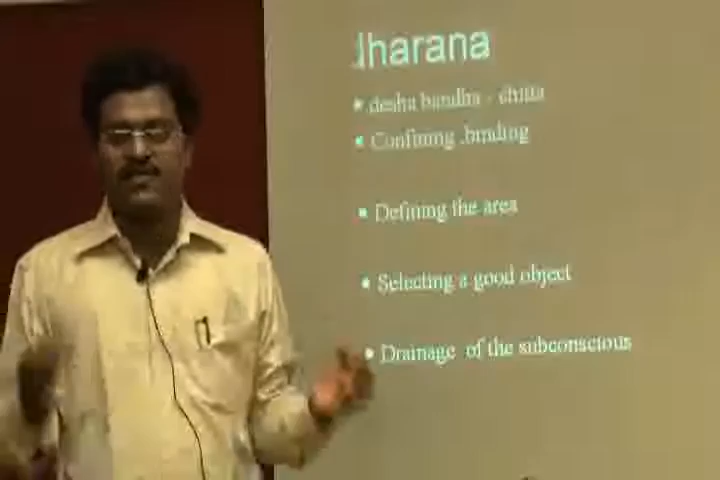 dharana
desha bandha - chitta
Confining ,binding
Defining the area
Selecting a good object
Drainage of the subconscious